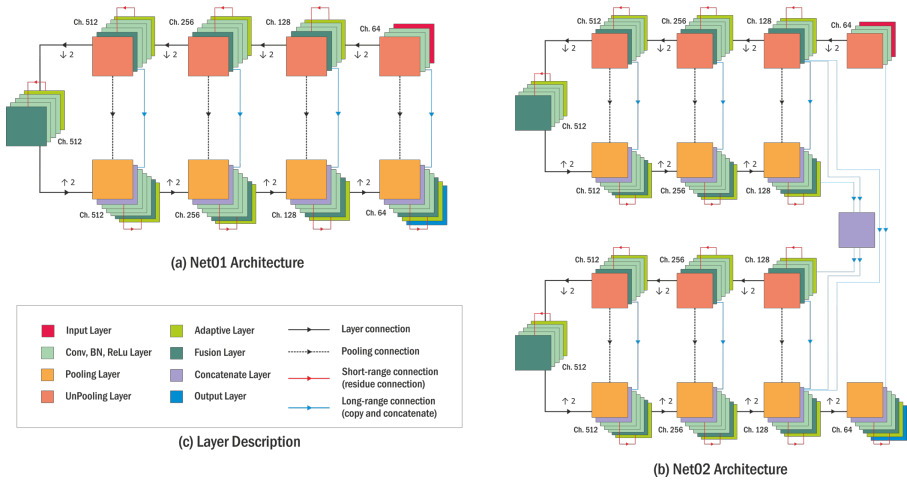 Ch. 512
Ch. 256
Ch. 128
Ch. 64
↓ 2
↓ 2
↓ 2
↓ 2
Ch. 512
↑ 2
↑ 2
↑ 2
↑ 2
Ch. 512
Ch. 256
Ch. 128
Ch. 64
(a) Net01 Architecture
Input Layer
Conv, BN, ReLu Layer
Pooling Layer
UnPooling Layer
Adaptive Layer
Fusion Layer
Concatenate Layer
Output Layer
Layer connection
Pooling connection
Short-range connection
(residue connection)
Long-range connection
(copy and concatenate)
(c) Layer Description
Ch. 512
Ch. 256
Ch. 128
Ch. 64
↓ 2
↓ 2
↓ 2
↓ 2
Ch. 512
↑ 2
↑ 2
↑ 2
Ch. 512
Ch. 256
Ch. 128
Ch. 512
Ch. 256
Ch. 128
↓ 2
↓ 2
↓ 2
Ch. 512
↑ 2
↑ 2
↑ 2
↑ 2
Ch. 512
Ch. 256
Ch. 128
Ch. 64
(b) Net02 Architecture